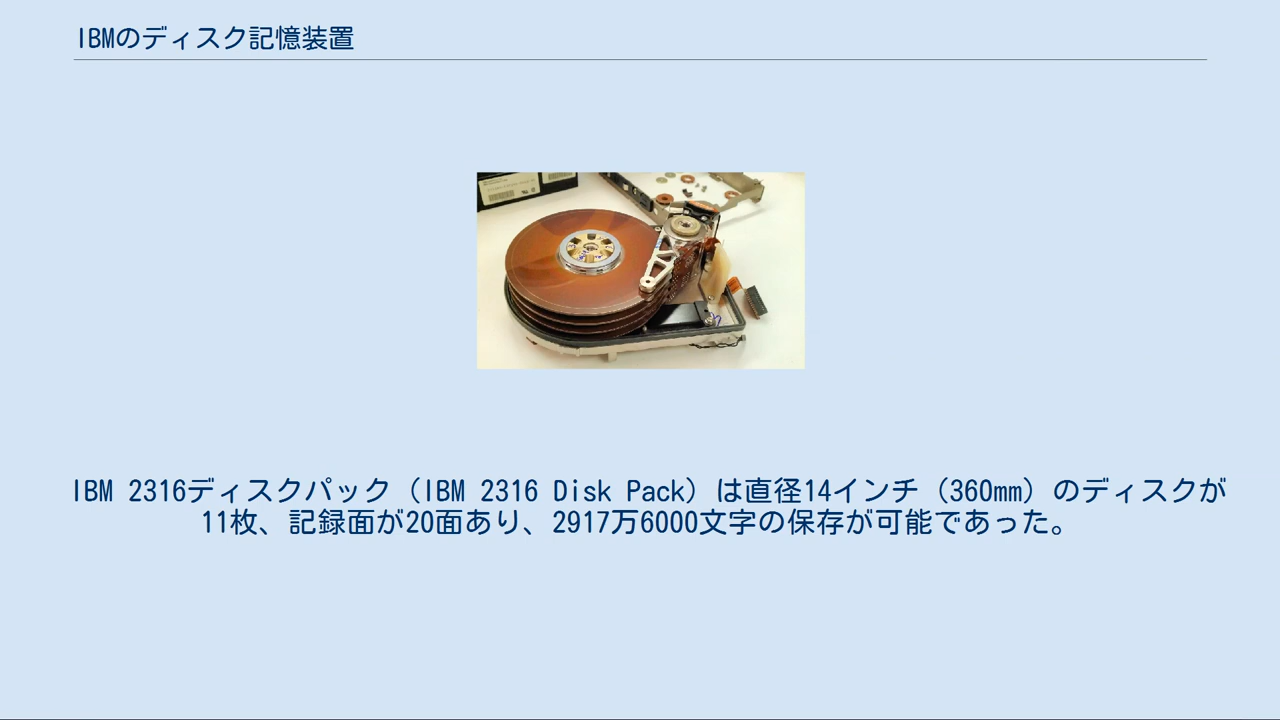 IBMのディスク記憶装置
IBM 2316ディスクパック（IBM 2316 Disk Pack）は直径14インチ（360mm）のディスクが
11枚、記録面が20面あり、2917万6000文字の保存が可能であった。